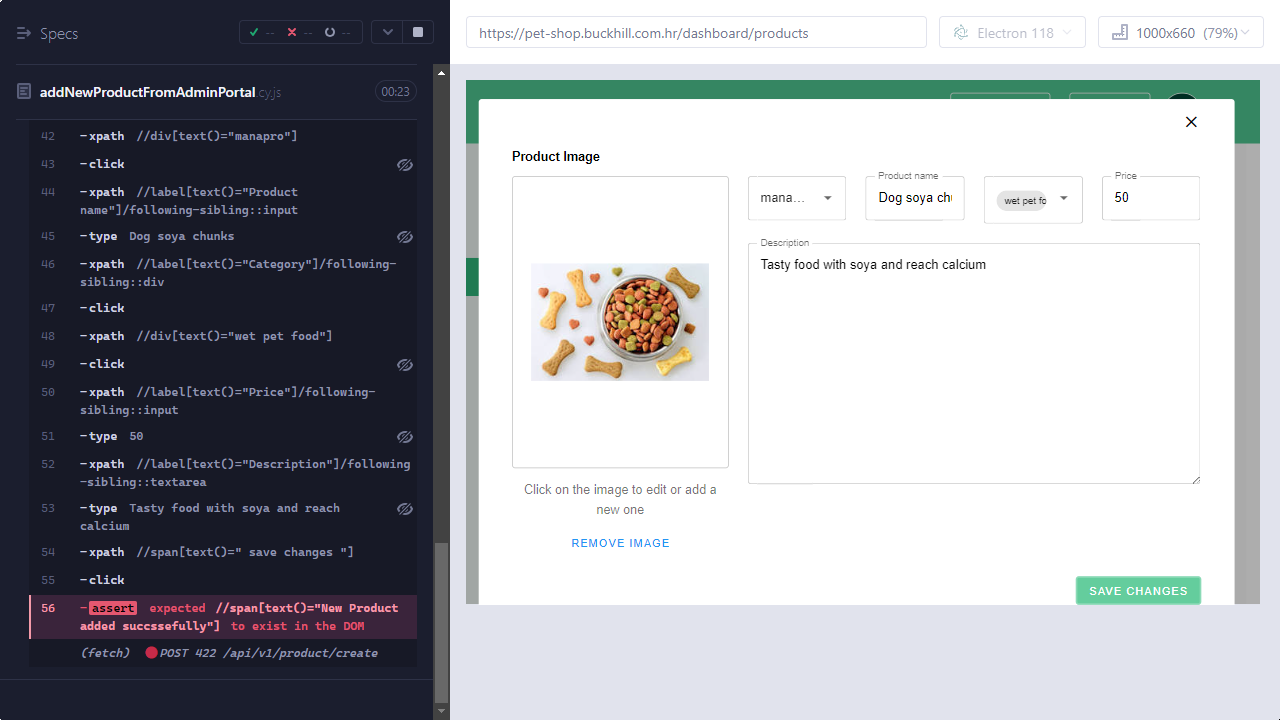 Specs
-- -- --
addNewProductFromAdminPortal.cy.js
00:23
42 -xpath //div[text()="manapro"]
43 -click
44 -xpath //label[text()="Product
name"]/following-sibling::input
45 -type Dog soya chunks
46 -xpath //label[text()="Category"]/following-
sibling::div
47 -click
48 -xpath //div[text()="wet pet food"]
49 -click
50 -xpath //label[text()="Price"]/following-
sibling::input
51 -type 50
52 -xpath //label[text()="Description"]/following
-sibling::textarea
53 -type Tasty food with soya and reach
calcium
54 -xpath //span[text()=" save changes "]
55 -click
56 -assert expected //span[text()="New Product
added succssefully"] to exist in the DOM
(fetch) POST 422 /api/v1/product/create
https://pet-shop.buckhill.com.hr/dashboard/products
Electron 118
1000x660 (79%)
Product Image
mana...
Product name
Dog soya chu
wet pet fo
Price
50
Description
Tasty food with soya and reach calcium
Click on the image to edit or add a
new one
REMOVE IMAGE
SAVE CHANGES